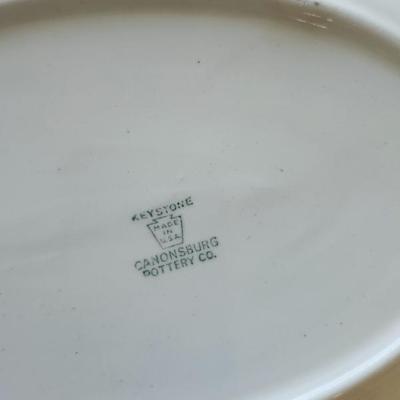 KEYSTONE
MADE
IN
U.S.A.
CANONSBURG
POTTERY CO.